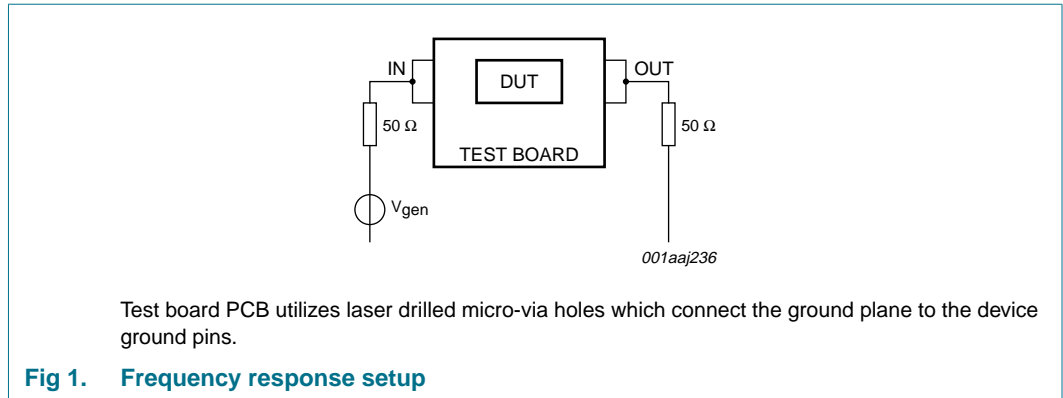 IN
DUT
OUT
50 Ω
50 Ω
TEST BOARD
Vgen
001aaj236
Test board PCB utilizes laser drilled micro-via holes which connect the ground plane to the device
ground pins.
Fig 1. Frequency response setup